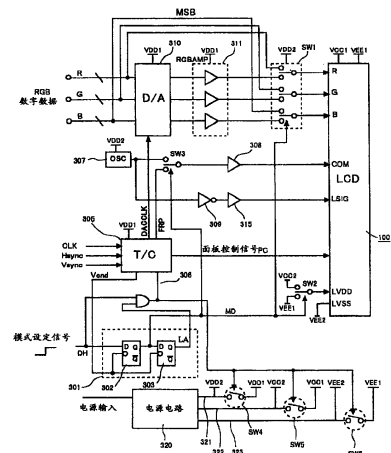 MSB
VDD1
310
RGBAMP
VDD1
311
VDD2
SW1
VCC1
VEE1
R
G
B
RGB
数字数据
D/A
R
G
B
VDD2
307
OSC
SW3
308
COM
LCD
309
315
LSIG
DACCLK
FRP
305
VDD1
CLK
Hsync
Vsync
T/C
面板控制信号PC
100
Vend
306
VCC2
SW2
VEE1
LVDD
LVSS
VEE2
MD
模式设定信号
DH
D Q
Q
D Q
Q
LA
301
302
303
电源输入
电源电路
320
VDD2
VDD1
VCC2
VCC1
VEE2
VEE1
321
322
323
SW4
SW5